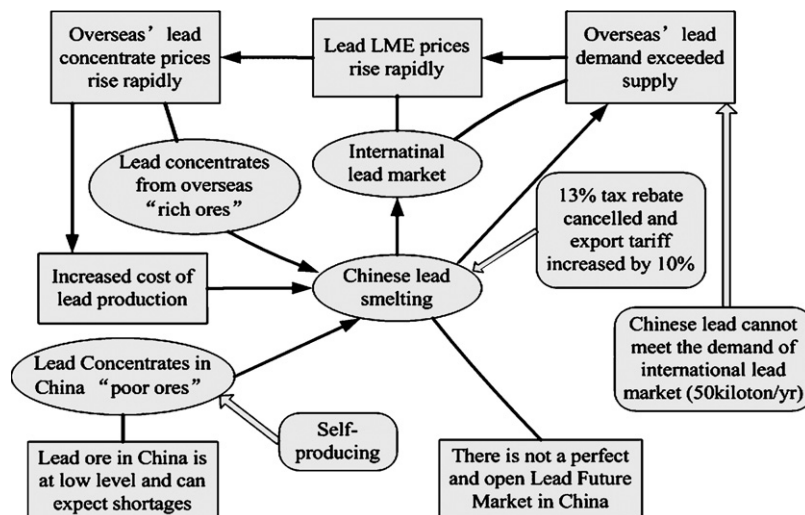 Overseas’ lead
concentrate prices
rise rapidly
Lead LME prices
rise rapidly
Overseas’ lead
demand exceeded
supply
Lead concentrates
from overseas
“rich ores”
Internatinal
lead market
13% tax rebate
cancelled and
export tariff
increased by 10%
Increased cost of
lead production
Chinese lead
smelting
Chinese lead cannot
meet the demand of
international lead
market (50kiloton/yr)
Lead Concentrates in
China “poor ores”
Self-
producing
Lead ore in China is
at low level and can
expect shortages
There is not a perfect
and open Lead Future
Market in China